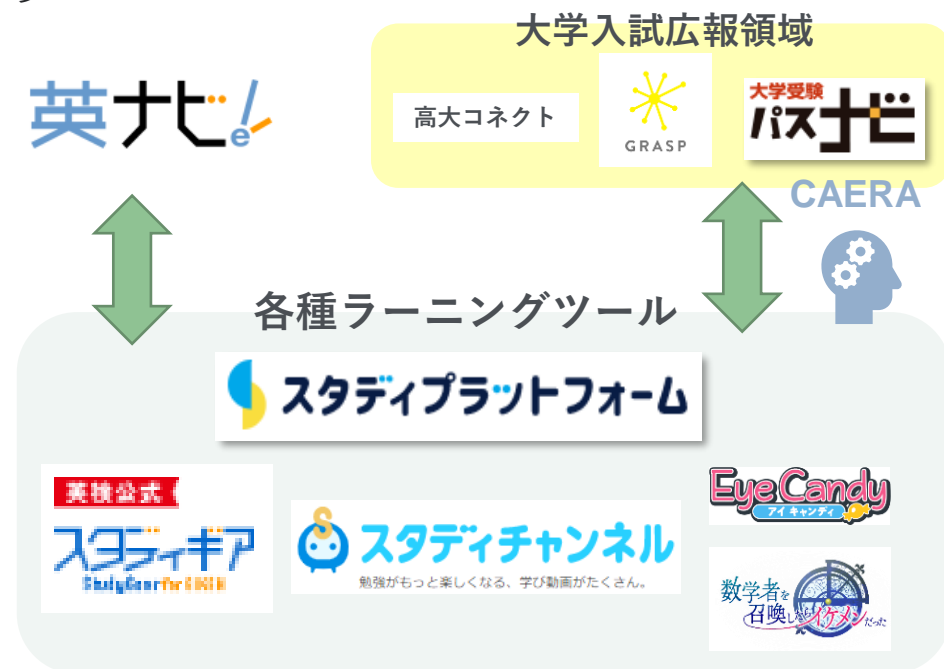 大学入試広報領域
英ナビ!
e
高大コネクト
GRASP
大学受験
パスナビ
CAERA
各種ラーニングツール
スタディプラットフォーム
英検公式
スタディギア
StudyGear for EIKEN
S
スタディチャンネル
勉強がもっと楽しくなる、学び動画がたくさん。
EyeCandy
アイキャンディ
数学者を
召喚したらイケメンだった